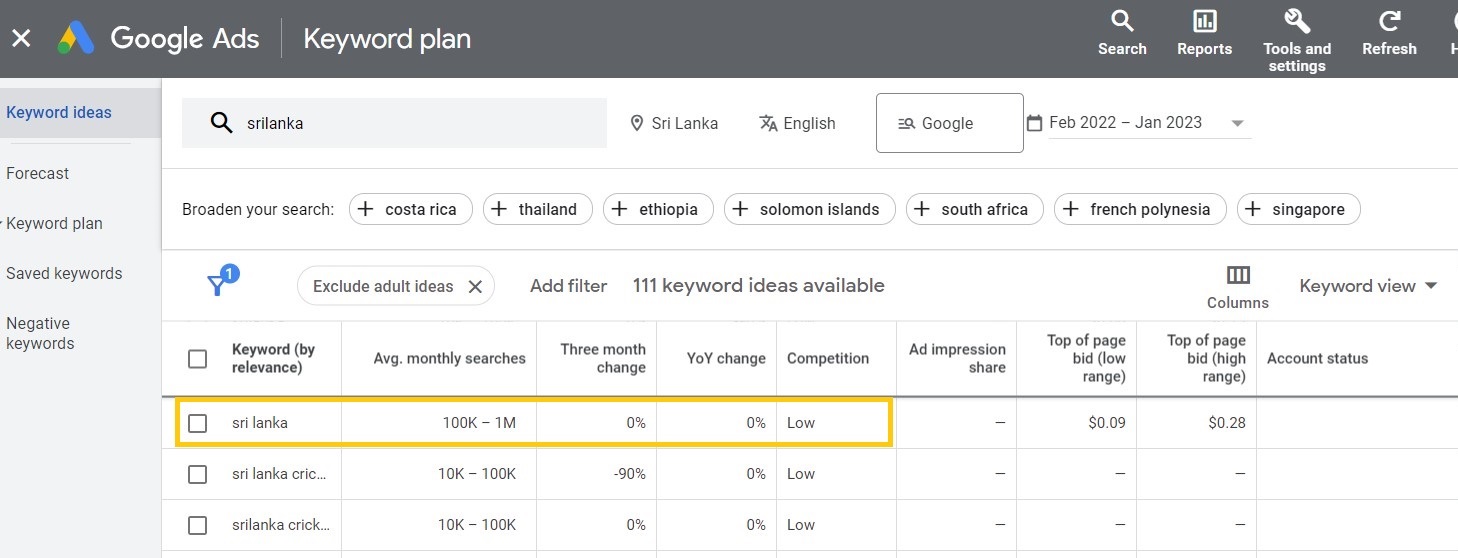 Google Ads
Keyword plan
Search
Reports
Tools and
settings
Refresh
Keyword ideas
Forecast
Keyword plan
Saved keywords
Negative
keywords
srilanka
Sri Lanka
English
Google
Feb 2022 – Jan 2023
Broaden your search:
costa rica
thailand
ethiopia
solomon islands
south africa
french polynesia
singapore
1
Exclude adult ideas
Add filter
111 keyword ideas available
Columns
Keyword view
Keyword (by
relevance)
Avg. monthly searches
Three month
change
YoY change
Competition
Ad impression
share
Top of page
bid (low
range)
Top of page
bid (high
range)
Account status
sri lanka 100K – 1M 0% 0% Low – $0.09 $0.28
sri lanka cric... 10K – 100K -90% 0% Low – – –
srilanka crick... 10K – 100K 0% 0% Low – – –